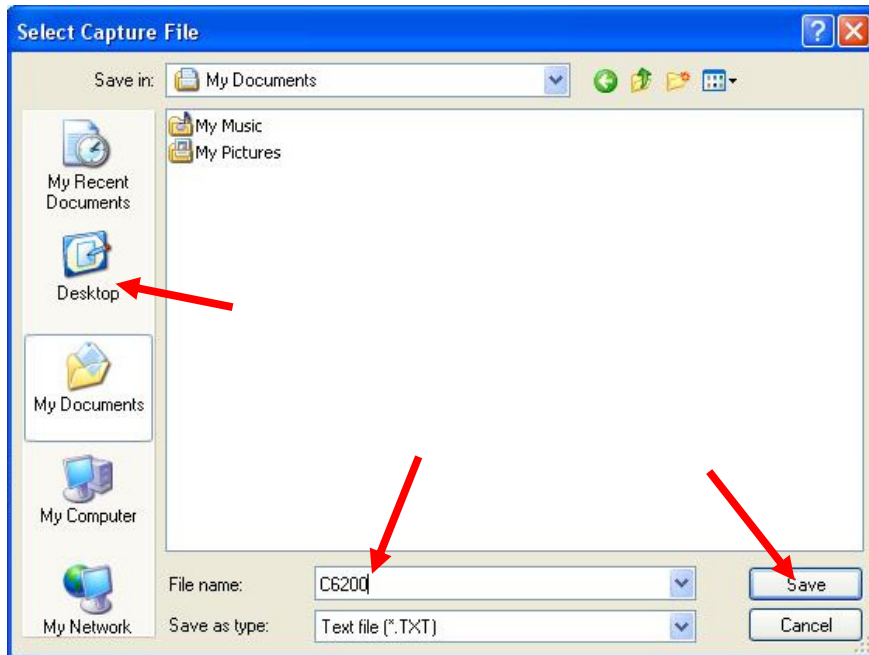 Select Capture File
Save in: My Documents
My Music
My Pictures
My Recent
Documents
Desktop
My Documents
My Computer
My Network
File name: C6200
Save as type: Text file (*.TXT)
Save
Cancel